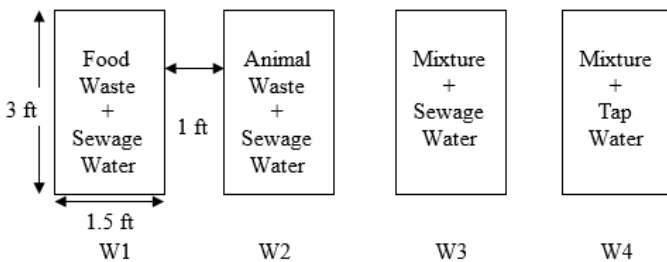 Food
Waste
+
Sewage
Water
Animal
Waste
+
Sewage
Water
Mixture
+
Sewage
Water
Mixture
+
Tap
Water
3 ft
1 ft
1.5 ft
W1
W2
W3
W4